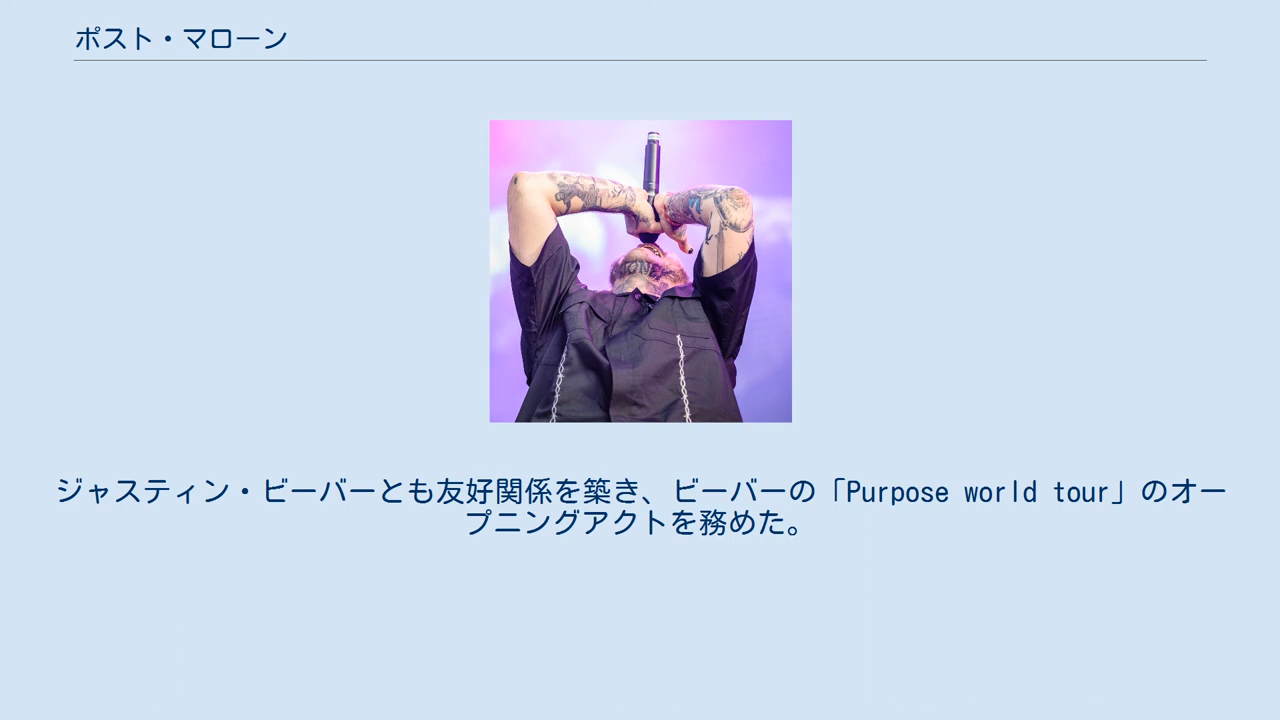 ポスト・マローン
ジャスティン・ビーバーとも友好関係を築き、ビーバーの「Purpose world tour」のオー
プニングアクトを務めた。